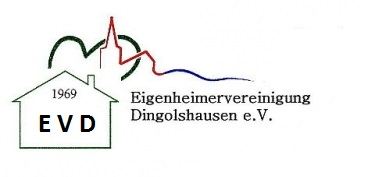 1969
E V D
Eigenheimervereinigung
Dingolshausen e.V.